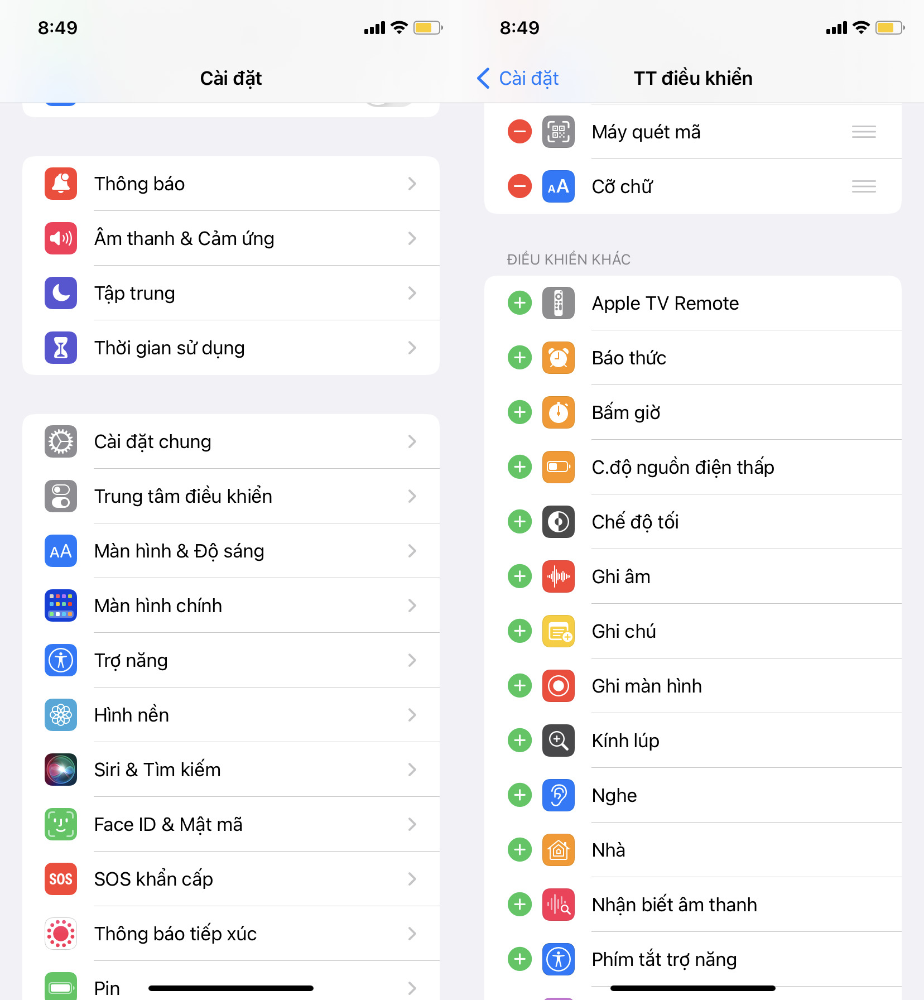 8:49
Cài đặt
Thông báo
Âm thanh & Cảm ứng
Tập trung
Thời gian sử dụng
Cài đặt chung
Trung tâm điều khiển
AA
Màn hình & Độ sáng
Màn hình chính
Trợ năng
Hình nền
Siri & Tìm kiếm
Face ID & Mật mã
SOS
SOS khẩn cấp
Thông báo tiếp xúc
Pin
8:49
Cài đặt
TT điều khiển
Máy quét mã
AA
Cỡ chữ
ĐIỀU KHIỂN KHÁC
Apple TV Remote
Báo thức
Bấm giờ
C.độ nguồn điện thấp
Chế độ tối
Ghi âm
Ghi chú
Ghi màn hình
Kính lúp
Nghe
Nhà
Nhận biết âm thanh
Phím tắt trợ năng